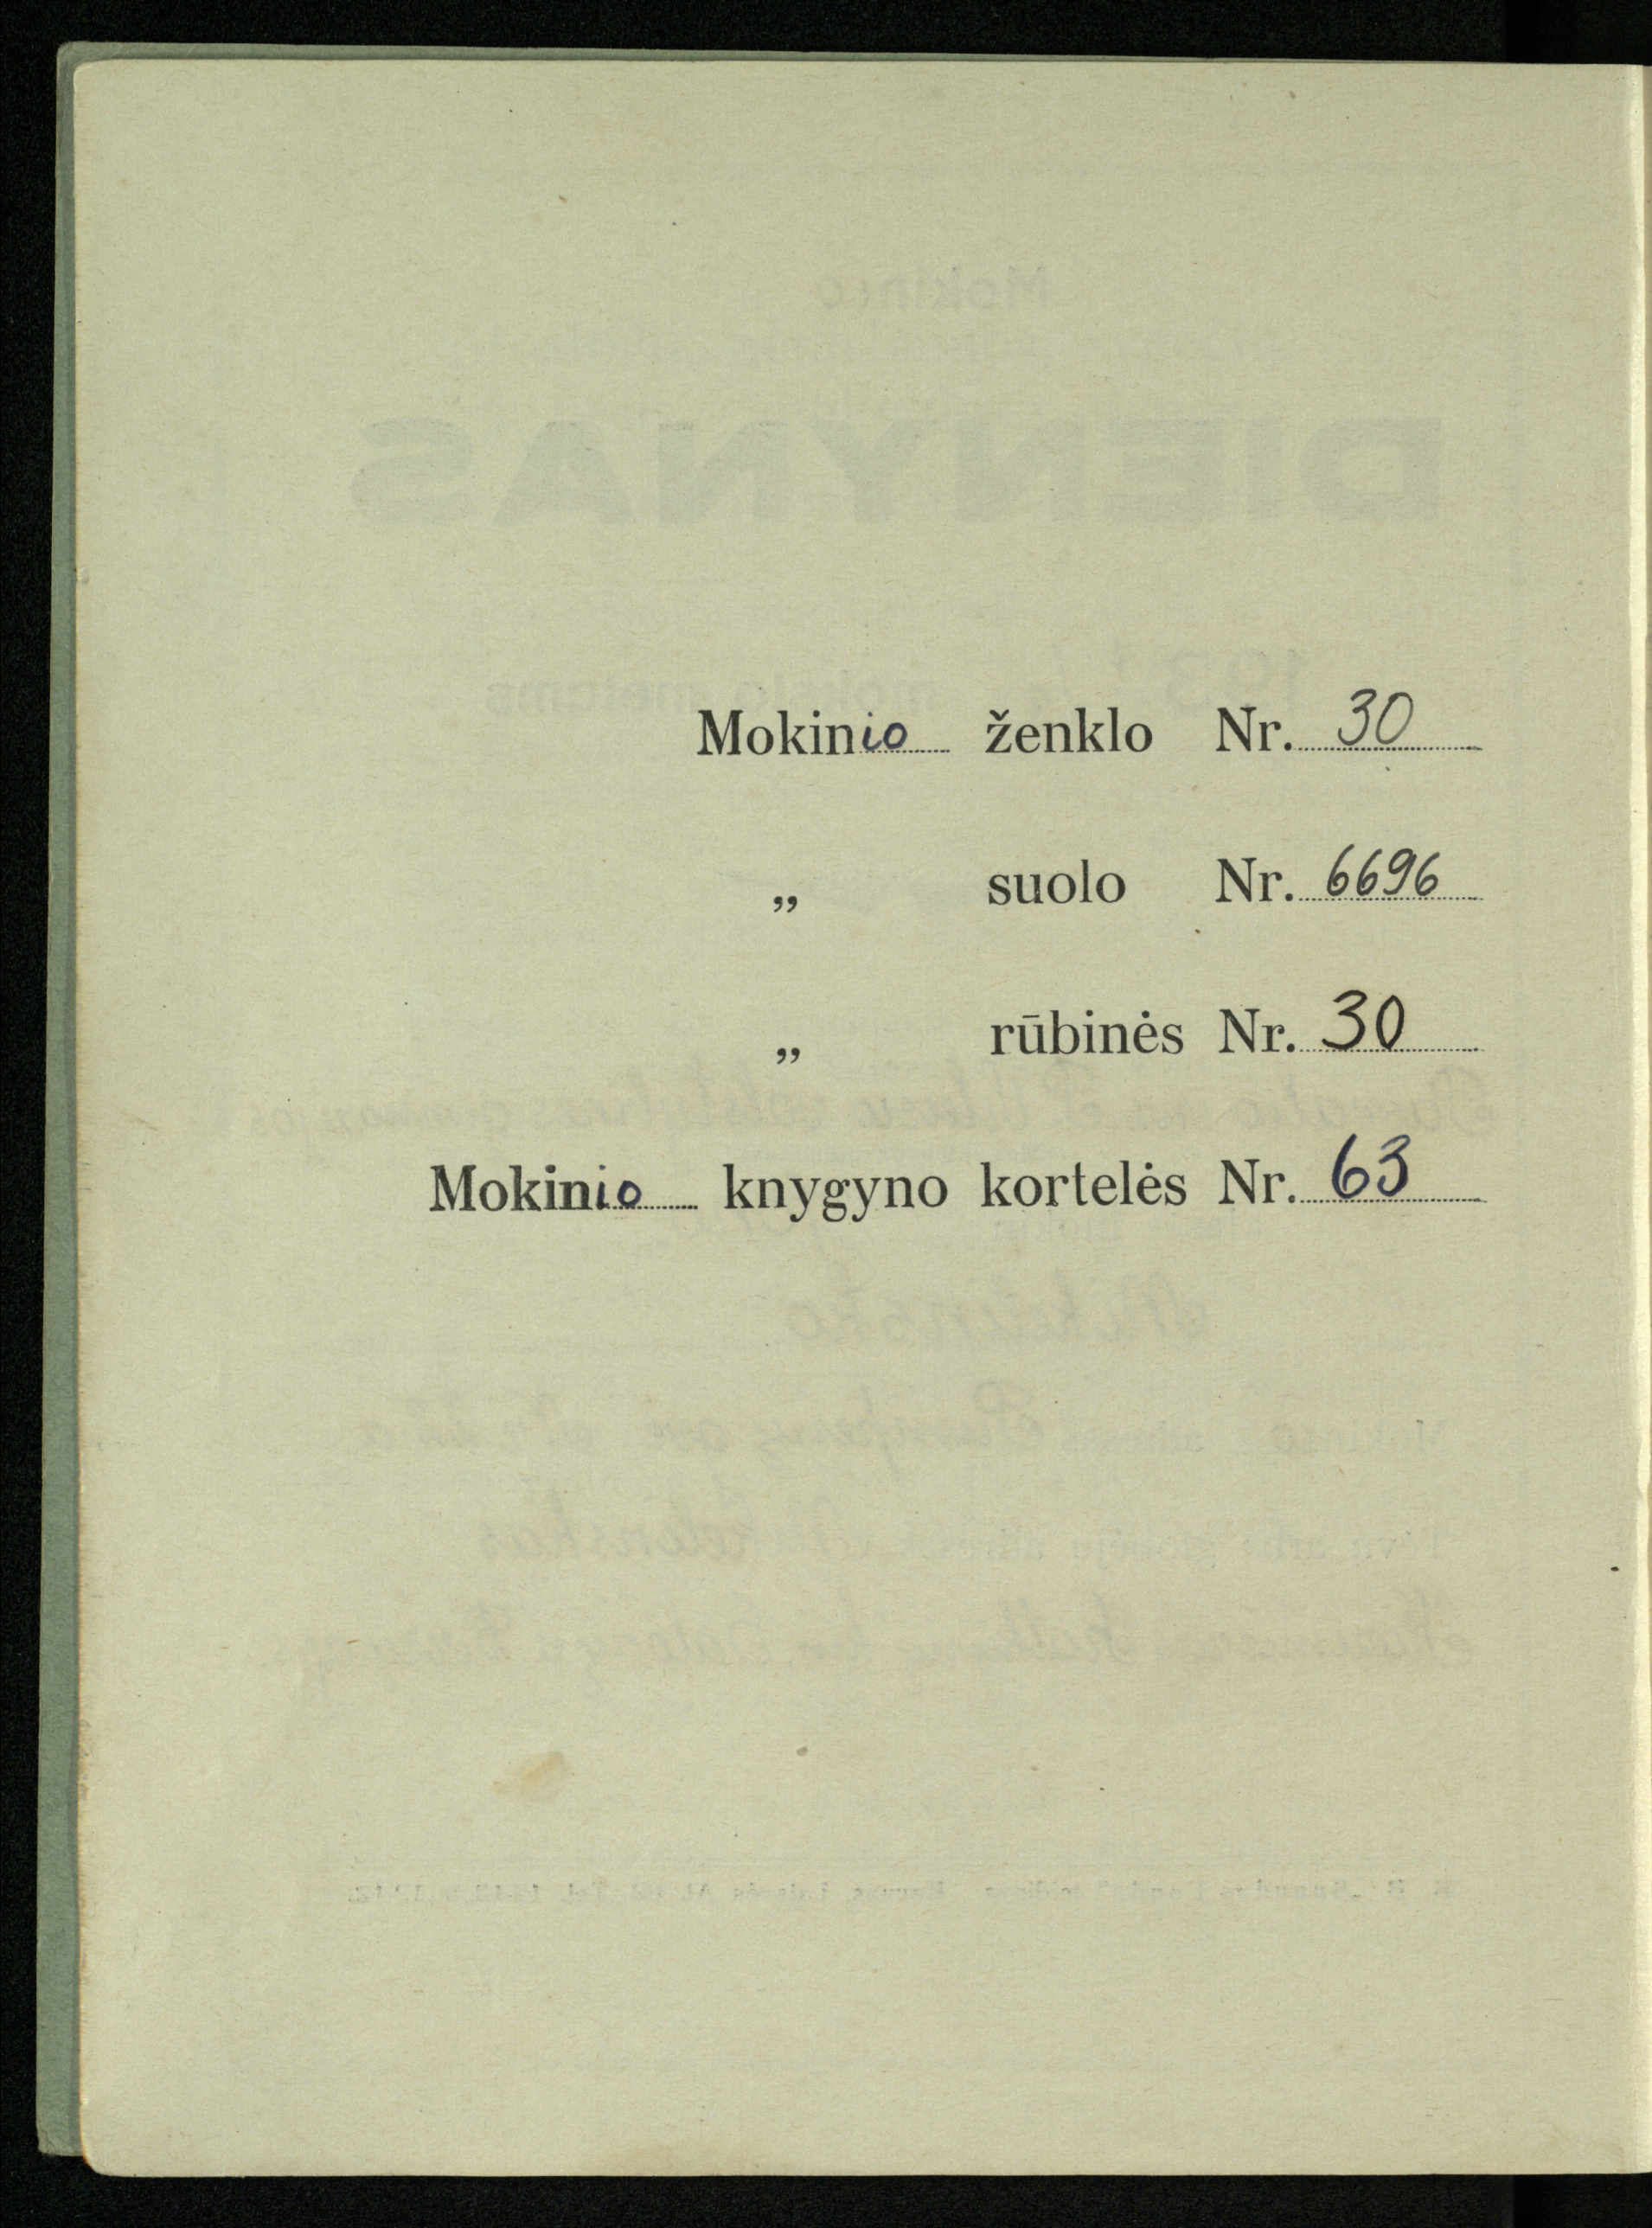 Mokinio ženklo Nr. 30
„ suolo Nr. 6696
„ rūbinės Nr. 30
Mokinio knygyno kortelės Nr. 63